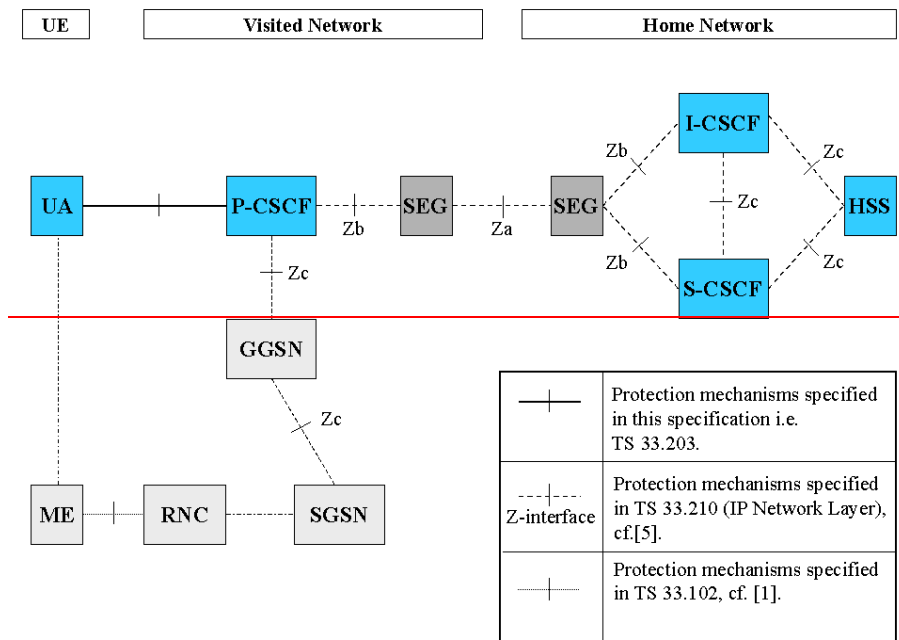 UE
Visited Network
Home Network
I-CSCF
Zb
Zc
UA
P-CSCF
SEG
SEG
Zc
HSS
Zb
Za
Zb
Zc
Zc
S-CSCF
GGSN
Zc
ME
RNC
SGSN
Protection mechanisms specified
in this specification i.e.
TS 33.203.
Z-interface
Protection mechanisms specified
in TS 33.210 (IP Network Layer),
cf.[5].
Protection mechanisms specified
in TS 33.102, cf. [1].